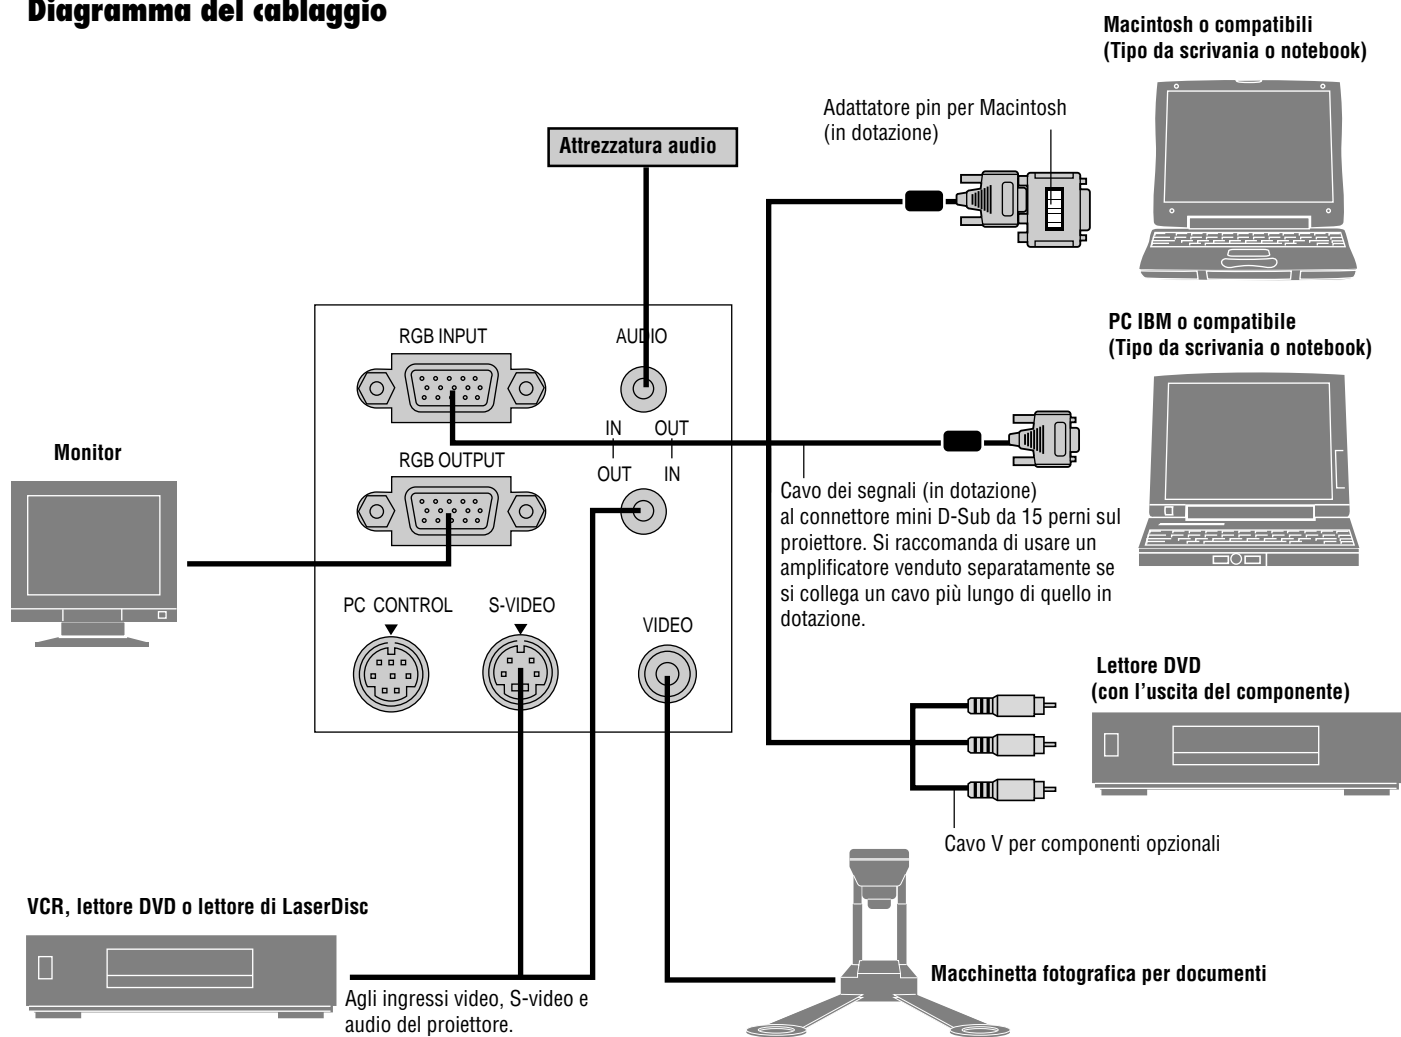 Diagramma del cablaggio
Macintosh o compatibili
(Tipo da scrivania o notebook)
Adattatore pin per Macintosh
(in dotazione)
Attrezzatura audio
PC IBM o compatibile
(Tipo da scrivania o notebook)
RGB INPUT
AUDIO
IN
OUT
Monitor
RGB OUTPUT
OUT
IN
Cavo dei segnali (in dotazione)
al connettore mini D-Sub da 15 perni sul
proiettore. Si raccomanda di usare un
amplificatore venduto separatamente se
si collega un cavo più lungo di quello in
dotazione.
PC CONTROL
S-VIDEO
VIDEO
Lettore DVD
(con l'uscita del componente)
Cavo V per componenti opzionali
VCR, lettore DVD o lettore di LaserDisc
Agli ingressi video, S-video e
audio del proiettore.
Macchinetta fotografica per documenti